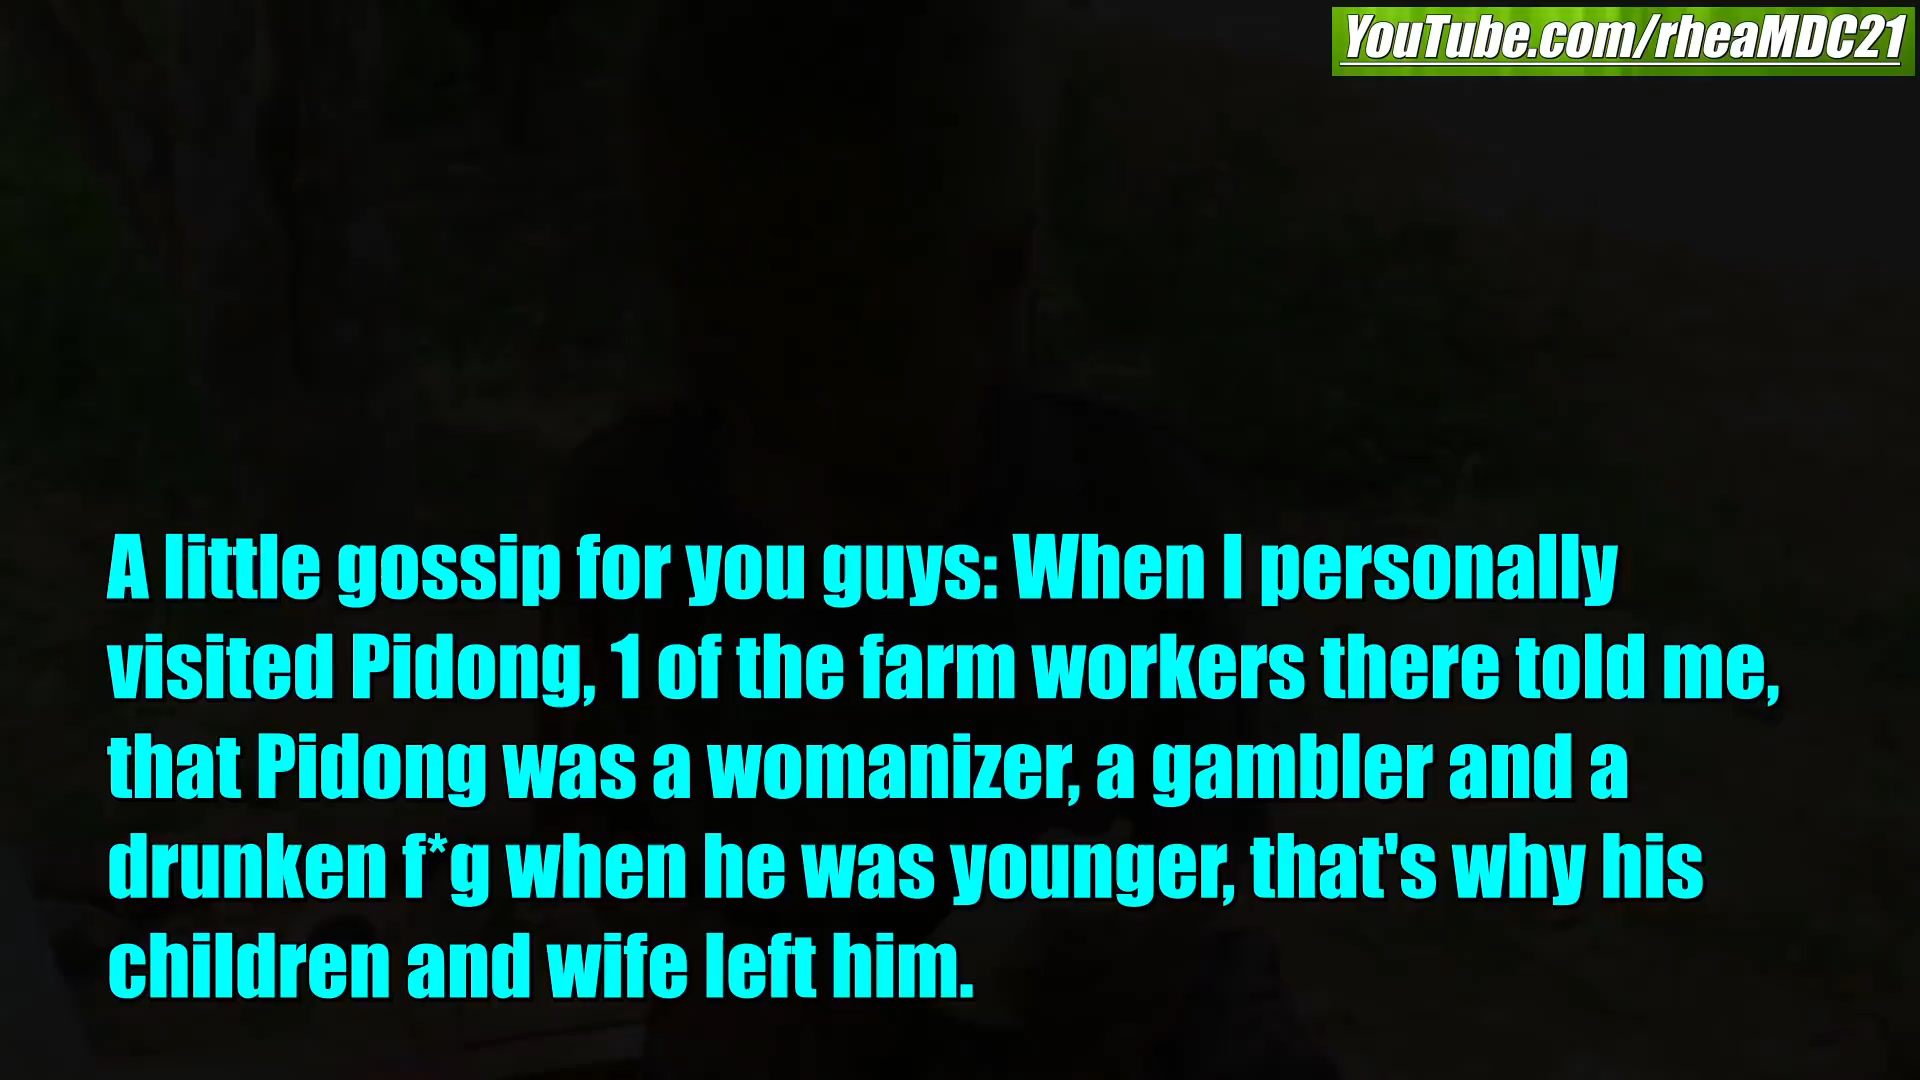 YouTube.com/rheaMDC21
A little gossip for you guys: When I personally
visited Pidong, 1 of the farm workers there told me,
that Pidong was a womanizer, a gambler and a
drunken f*g when he was younger, that's why his
children and wife left him.